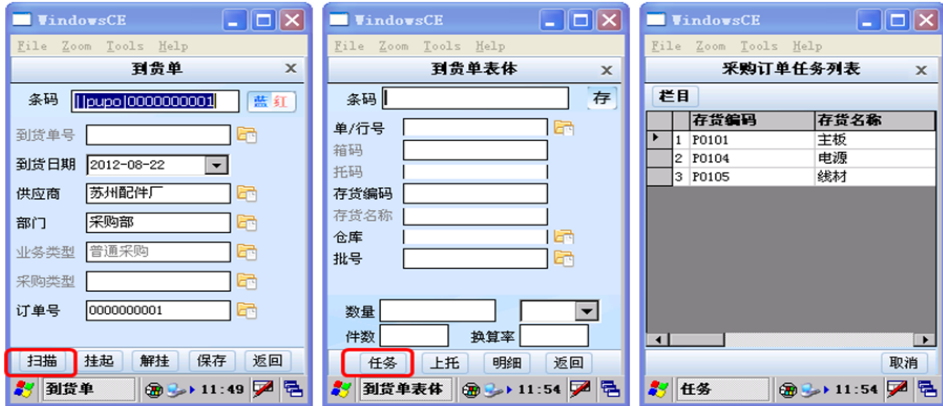 WindowsCE
File Zoom Tools Help
到货单 x
条码 ||pupo|0000000001 蓝 红
到货单号
到货日期 2012-08-22
供应商 苏州配件厂
部门 采购部
业务类型 普通采购
采购类型
订单号 0000000001
扫描 挂起 解挂 保存 返回
到货单 11:49
WindowsCE
File Zoom Tools Help
到货单表体 x
条码 存
单/行号
箱码
托码
存货编码
存货名称
仓库
批号
数量
件数 换算率
任务 上托 明细 返回
到货单表体 11:54
WindowsCE
File Zoom Tools Help
采购订单任务列表 x
栏目
存货编码 存货名称
1 P0101 主板
2 P0104 电源
3 P0105 线材
取消
任务 11:54